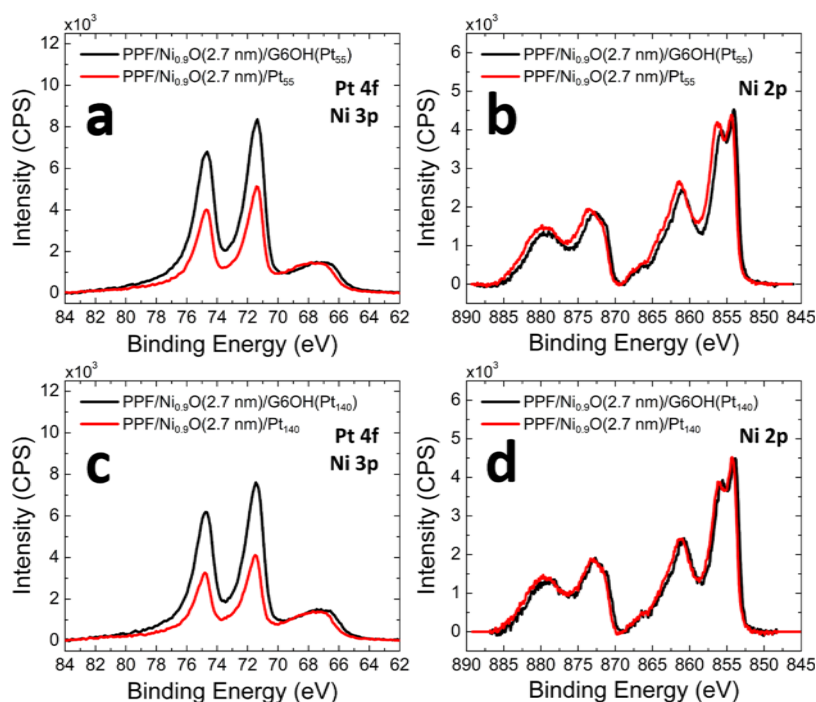 x10³
PPF/Ni₀.₉O(2.7 nm)/G6OH(Pt₅₅)
PPF/Ni₀.₉O(2.7 nm)/Pt₅₅
Pt 4f
Ni 3p
a
12
10
8
6
4
2
0
Intensity (CPS)
84 82 80 78 76 74 72 70 68 66 64 62
Binding Energy (eV)
x10³
PPF/Ni₀.₉O(2.7 nm)/G6OH(Pt₅₅)
PPF/Ni₀.₉O(2.7 nm)/Pt₅₅
Ni 2p
b
6
5
4
3
2
1
0
Intensity (CPS)
890 880 875 870 865 860 855 850 845
Binding Energy (eV)
x10³
PPF/Ni₀.₉O(2.7 nm)/G6OH(Pt₁₄₀)
PPF/Ni₀.₉O(2.7 nm)/Pt₁₄₀
Pt 4f
Ni 3p
c
12
10
8
6
4
2
0
Intensity (CPS)
84 82 80 78 76 74 72 70 68 66 64 62
Binding Energy (eV)
x10³
PPF/Ni₀.₉O(2.7 nm)/G6OH(Pt₁₄₀)
PPF/Ni₀.₉O(2.7 nm)/Pt₁₄₀
Ni 2p
d
6
5
4
3
2
1
0
Intensity (CPS)
890 880 875 870 865 860 855 850 845
Binding Energy (eV)